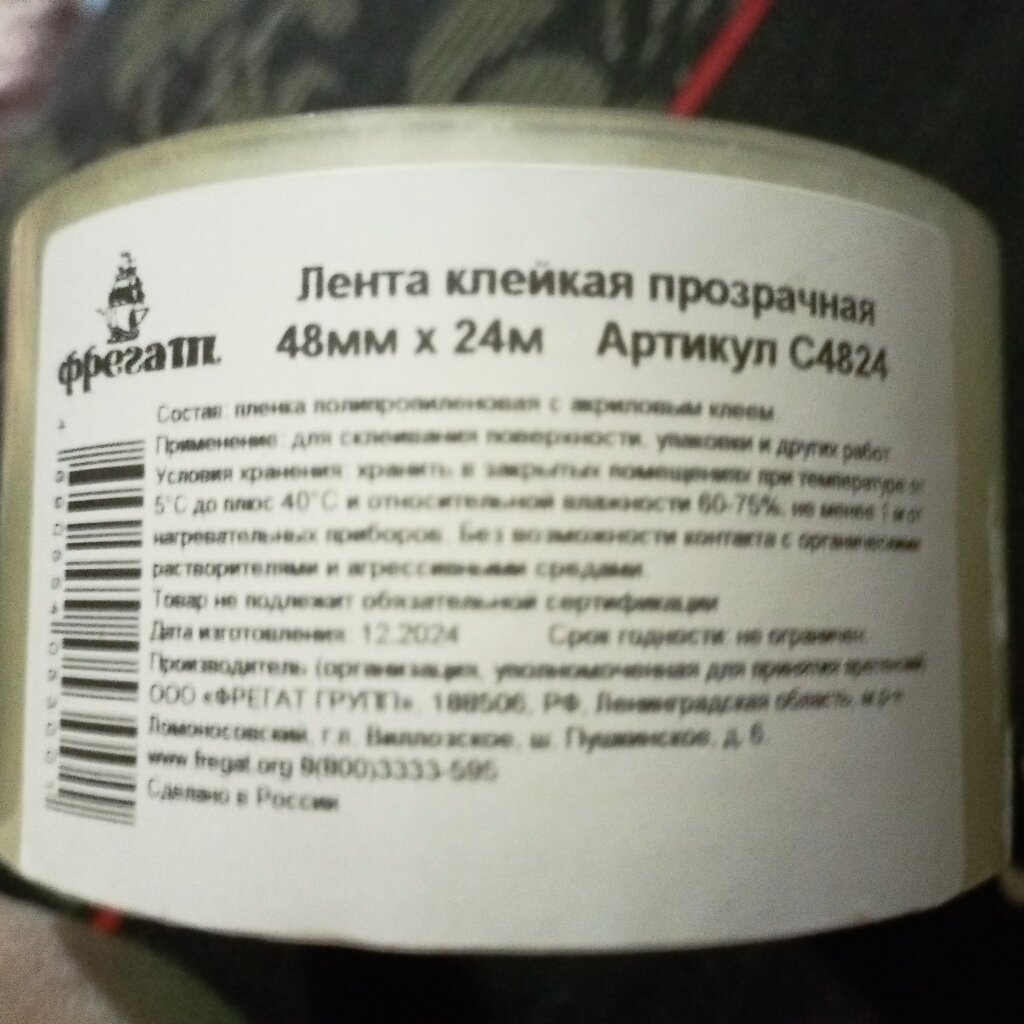 фрегатп.
Лента клейкая прозрачная
48мм x 24м Артикул С4824
Состав: пленка полипропиленовая с акриловым клеем
Применение: для склеивания поверхности, упаковки и других работ
Условия хранения: хранить в закрытых помещениях при температуре от
5°С до плюс 40°С и относительной влажности 60-75%, не менее 1 м от
нагревательных приборов. Без возможности контакта с органическими
растворителями и агрессивными средами.
Товар не подлежит обязательной сертификации
Дата изготовления: 12.2024 Срок годности: не ограничен.
Производитель (организация, уполномоченная для принятия претензий)
ООО «ФРЕГАТ ГРУПП», 188506, РФ, Ленинградская область, м.р-н
Ломоносовский, г.п. Виллозское, ш. Пушкинское, д. 6.
www.fregat.org 8(800)3333-595
Сделано в России